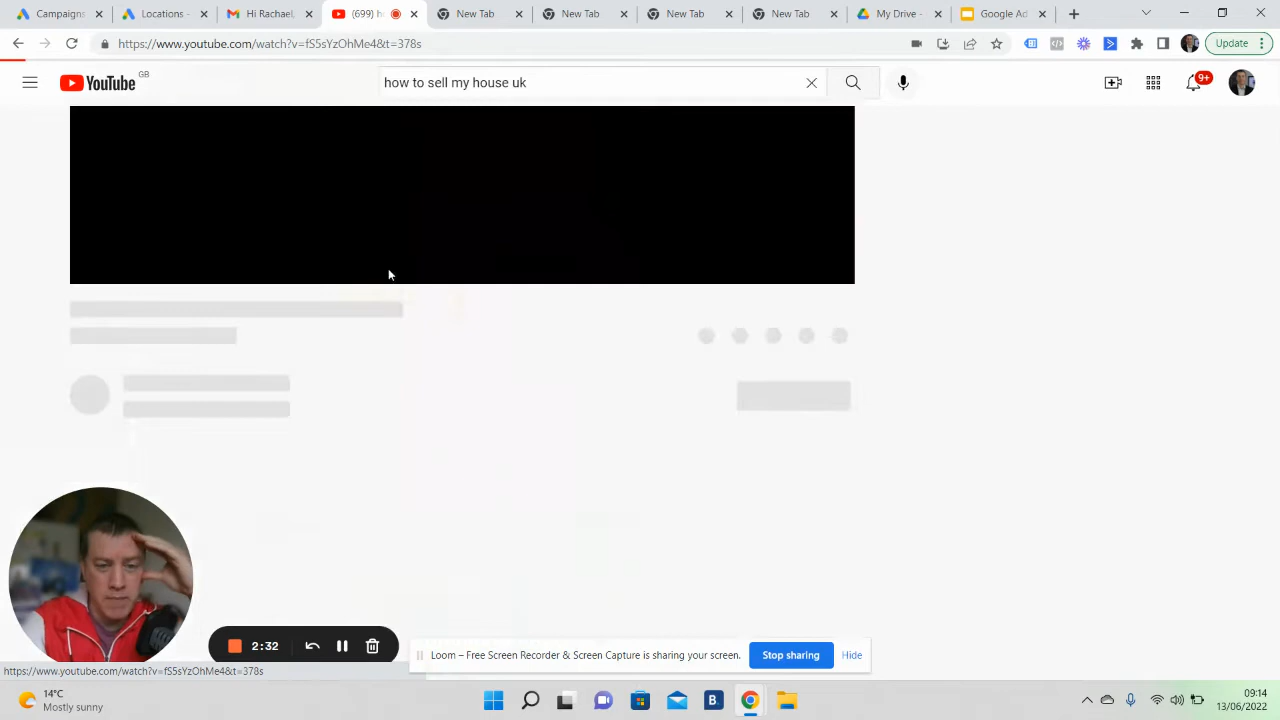 Campaigns
Locations -
Hi Rachael,
(699) h
New Tab
New Tab
New Tab
New Tab
My Drive -
Google Ad
https://www.youtube.com/watch?v=fS5sYzOhMe4&t=378s
Update
YouTube GB
how to sell my house uk
9+
2:32
Loom – Free Screen Recorder & Screen Capture is sharing your screen.
Stop sharing
Hide
https://www.youtube.com/watch?v=fS5sYzOhMe4&t=378s
14°C
Mostly sunny
B.
09:14
13/06/2022